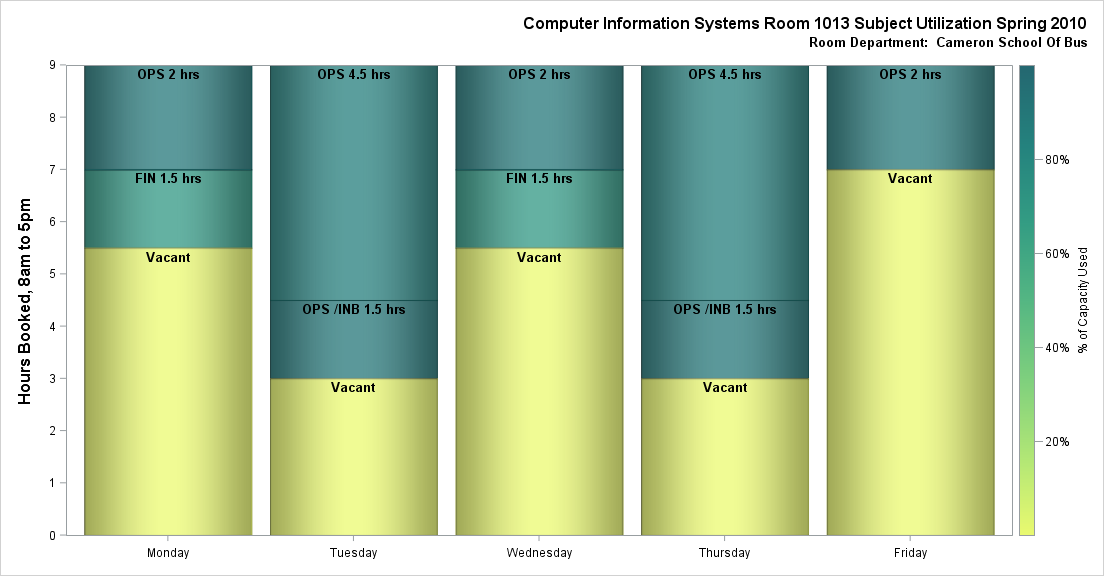 Computer Information Systems Room 1013 Subject Utilization Spring 2010
Room Department:  Cameron School Of Bus
Hours Booked, 8am to 5pm
9
8
7
6
5
4
3
2
1
0
OPS 2 hrs
FIN 1.5 hrs
Vacant
OPS 4.5 hrs
OPS /INB 1.5 hrs
Vacant
OPS 2 hrs
FIN 1.5 hrs
Vacant
OPS 4.5 hrs
OPS /INB 1.5 hrs
Vacant
OPS 2 hrs
Vacant
Monday
Tuesday
Wednesday
Thursday
Friday
80%
60%
40%
20%
% of Capacity Used